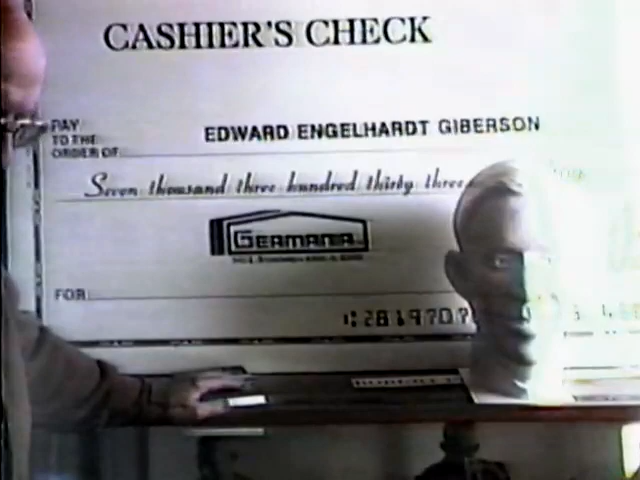 CASHIER'S CHECK
PAY
TO THE
ORDER OF
EDWARD ENGELHARDT GIBERSON
Seven thousand three hundred thirty three
GERMANIA
FOR